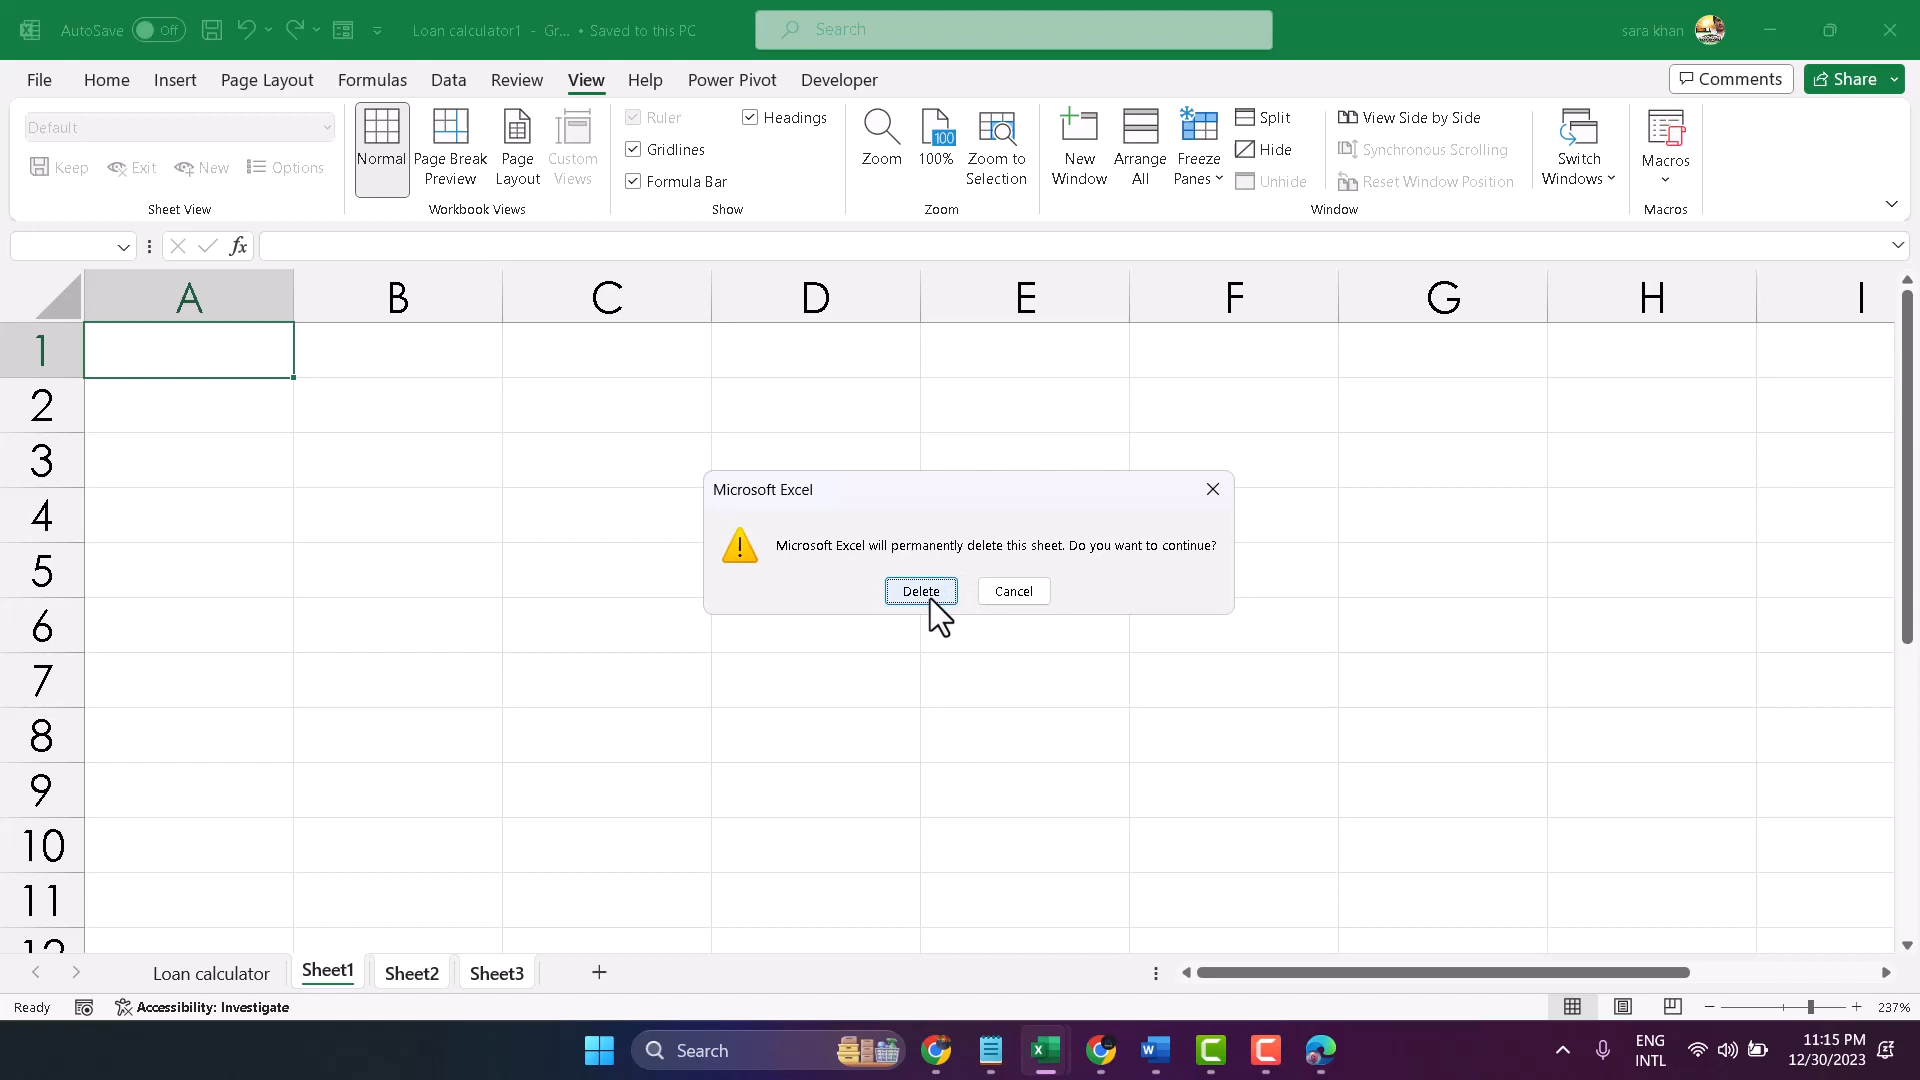 AutoSave Off Loan calculator1 - Gr... • Saved to this PC Search sara khan
File Home Insert Page Layout Formulas Data Review View Help Power Pivot Developer Comments Share
Default
Keep Exit New Options
Sheet View
Normal Page Break Preview Page Layout Custom Views
Workbook Views
Ruler Headings
Gridlines
Formula Bar
Show
Zoom 100 100% Zoom to Selection
Zoom
New Window Arrange All Freeze Panes
Split
Hide
Unhide
View Side by Side
Synchronous Scrolling
Reset Window Position
Switch Windows
Window
Macros
Macros
fx
A B C D E F G H I
1
2
3
4
5
6
7
8
9
10
11
12
Microsoft Excel
Microsoft Excel will permanently delete this sheet. Do you want to continue?
Delete Cancel
Loan calculator Sheet1 Sheet2 Sheet3
Ready Accessibility: Investigate 237%
Search
ENG
INTL
11:15 PM
12/30/2023